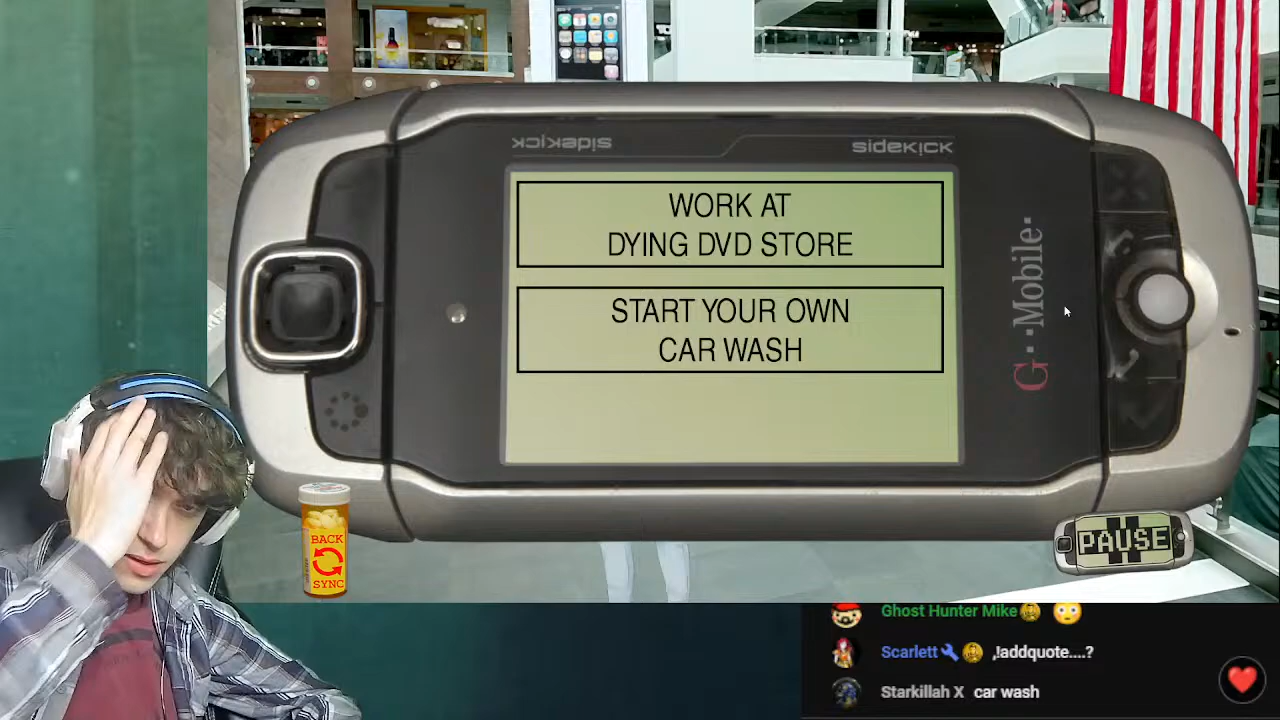 sidekick
sidekick
WORK AT
DYING DVD STORE
START YOUR OWN
CAR WASH
G··Mobile·
BACK
SYNC
PAUSE
Ghost Hunter Mike
Scarlett ,!addquote....?
Starkillah X car wash